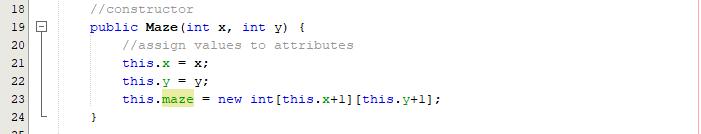 18 //constructor
19 public Maze(int x, int y) {
20 //assign values to attributes
21 this.x = x;
22 this.y = y;
23 this.maze = new int[this.x+1][this.y+1];
24 }